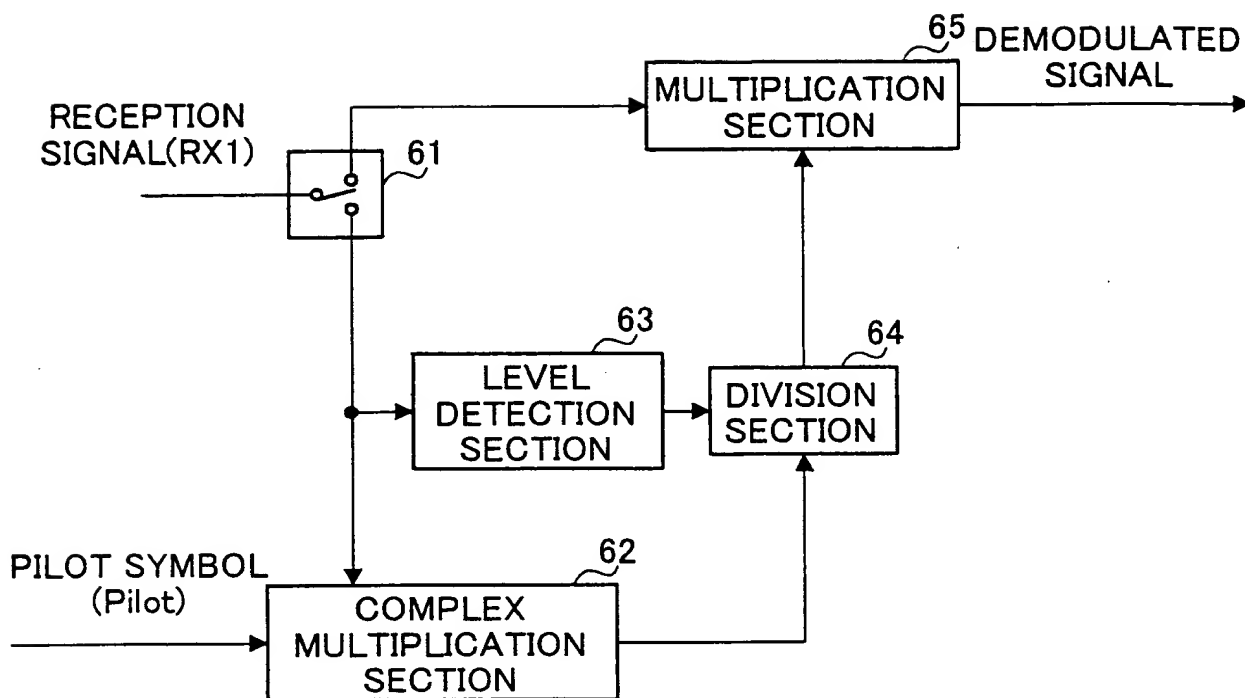 65
DEMODULATED
SIGNAL
MULTIPLICATION
SECTION
RECEPTION
SIGNAL(RX1)
61
63
LEVEL
DETECTION
SECTION
64
DIVISION
SECTION
PILOT SYMBOL
(Pilot)
62
COMPLEX
MULTIPLICATION
SECTION